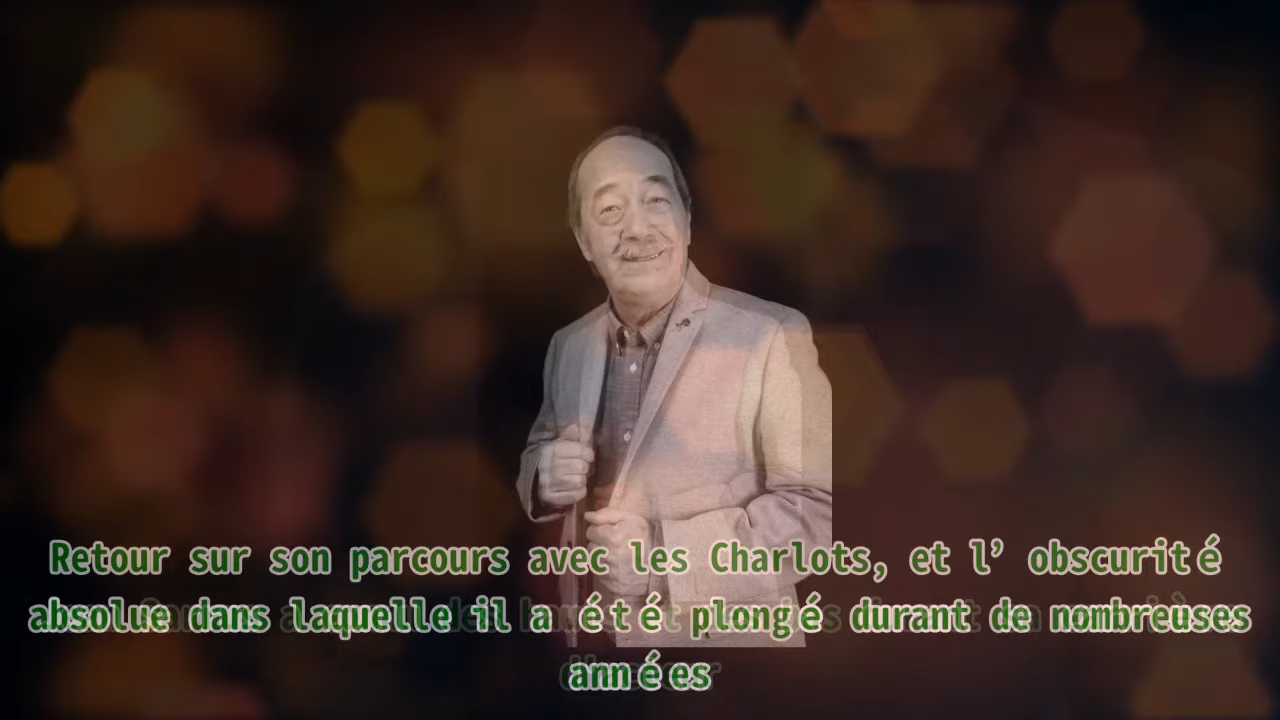 Retour sur son parcours avec les Charlots, et l’ obscurité
absolue dans laquelle il a été plongé durant de nombreuses
années